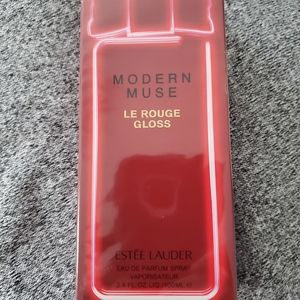 MODERN
MUSE
LE ROUGE
GLOSS
ESTĒE LAUDER
EAU DE PARFUM SPRAY
VAPORISATEUR
3.4 FL.OZ.LIQ./100ML e